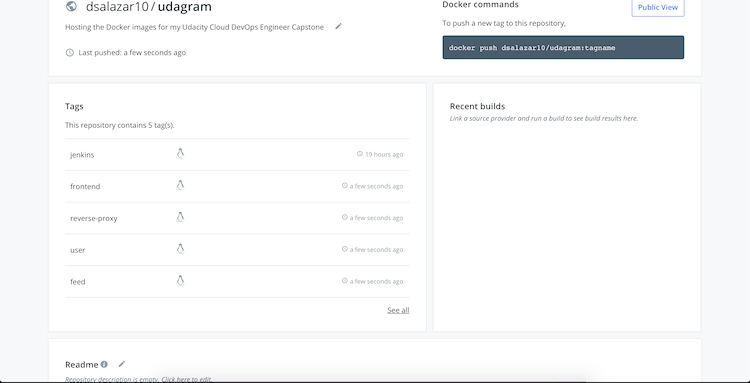 dsalazar10 / udagram
Hosting the Docker images for my Udacity Cloud DevOps Engineer Capstone
Last pushed: a few seconds ago
Docker commands
Public View
To push a new tag to this repository,
docker push dsalazar10/udagram:tagname
Tags
This repository contains 5 tag(s).
jenkins 19 hours ago
frontend a few seconds ago
reverse-proxy a few seconds ago
user a few seconds ago
feed a few seconds ago
See all
Recent builds
Link a source provider and run a build to see build results here.
Readme
Repository description is empty. Click here to edit.